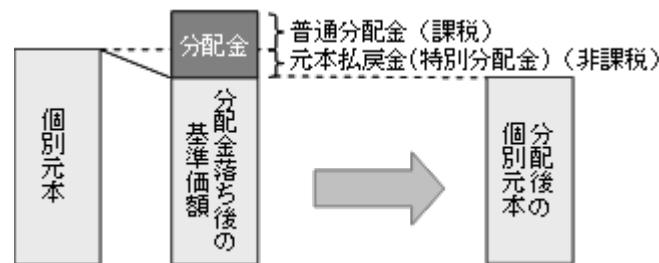 分配金
普通分配金（課税）
元本払戻金(特別分配金)（非課税）
個別元本
分配金落ち後の
基準価額
分配後の
個別元本